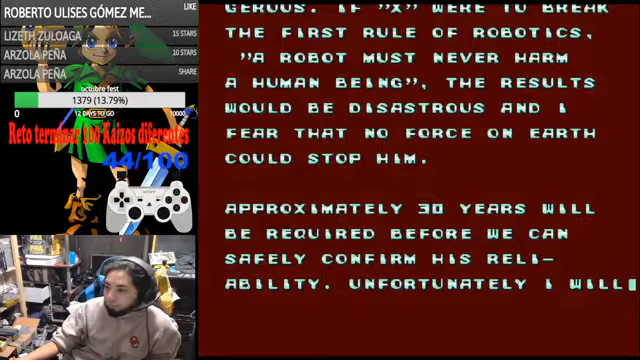 ROBERTO ULISES GÓMEZ ME...
LIKE
LIZETH ZULOAGA
15 STARS
ARZOLA PEÑA
10 STARS
ARZOLA PEÑA
SHARE
octubre fest
1379 (13.79%)
0
12 DAYS TO GO
10000
Reto terminar 100 Kaizos diferentes
44/100
GEROUS. IF "X" WERE TO BREAK
THE FIRST RULE OF ROBOTICS,
"A ROBOT MUST NEVER HARM
A HUMAN BEING", THE RESULTS
WOULD BE DISASTROUS AND I
FEAR THAT NO FORCE ON EARTH
COULD STOP HIM.
APPROXIMATELY 30 YEARS WILL
BE REQUIRED BEFORE WE CAN
SAFELY CONFIRM HIS RELI-
ABILITY. UNFORTUNATELY I WILL